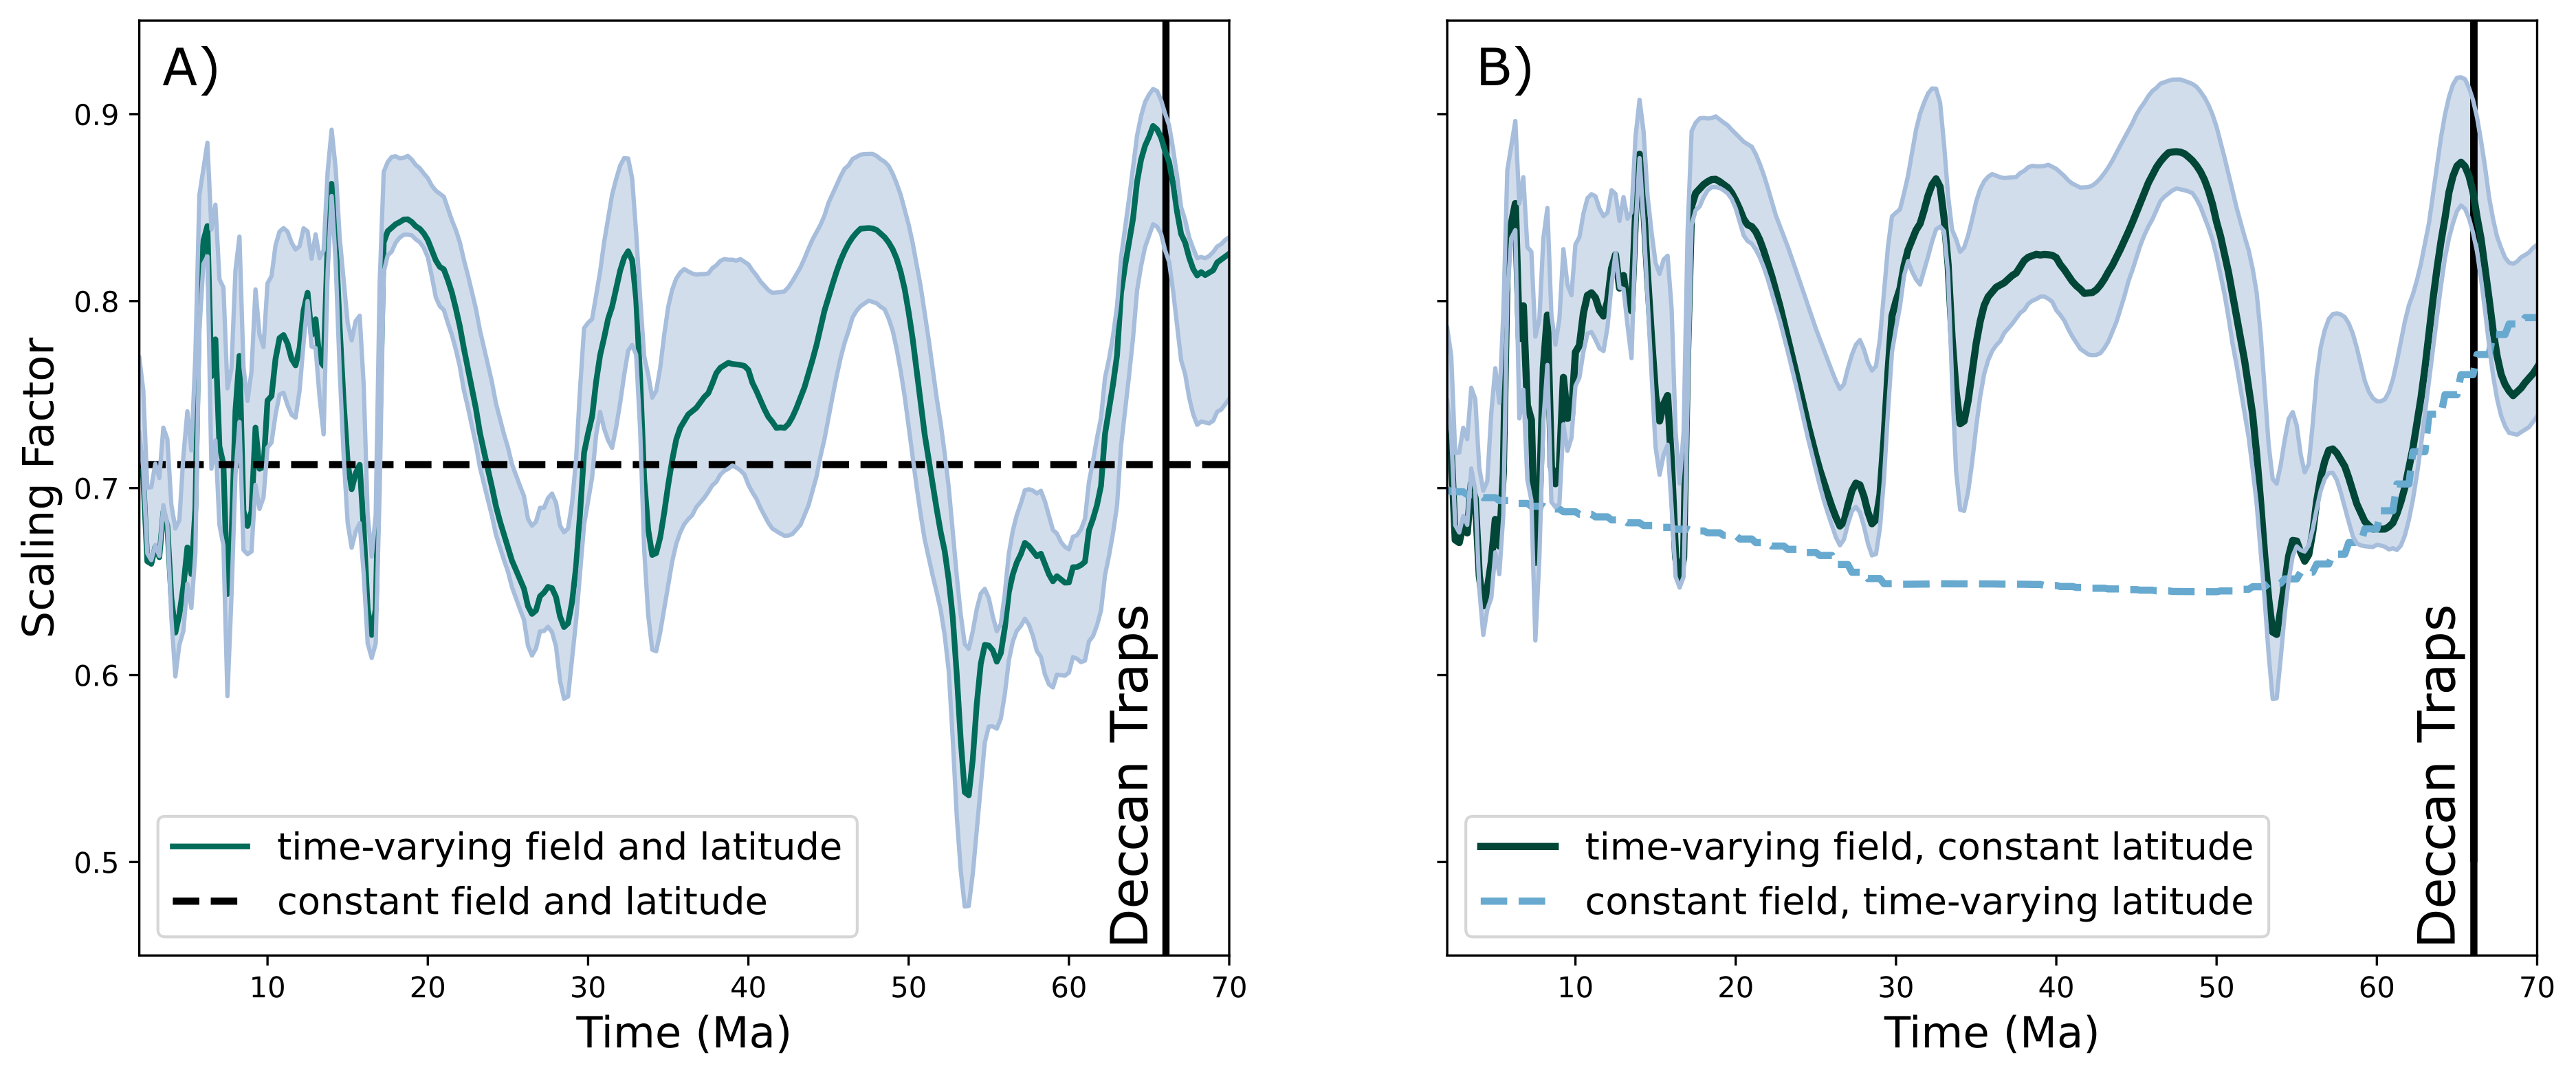 A)
Scaling Factor
0.9
0.8
0.7
0.6
0.5
Deccan Traps
time-varying field and latitude
constant field and latitude
10 20 30 40 50 60 70
Time (Ma)
B)
Deccan Traps
time-varying field, constant latitude
constant field, time-varying latitude
10 20 30 40 50 60 70
Time (Ma)